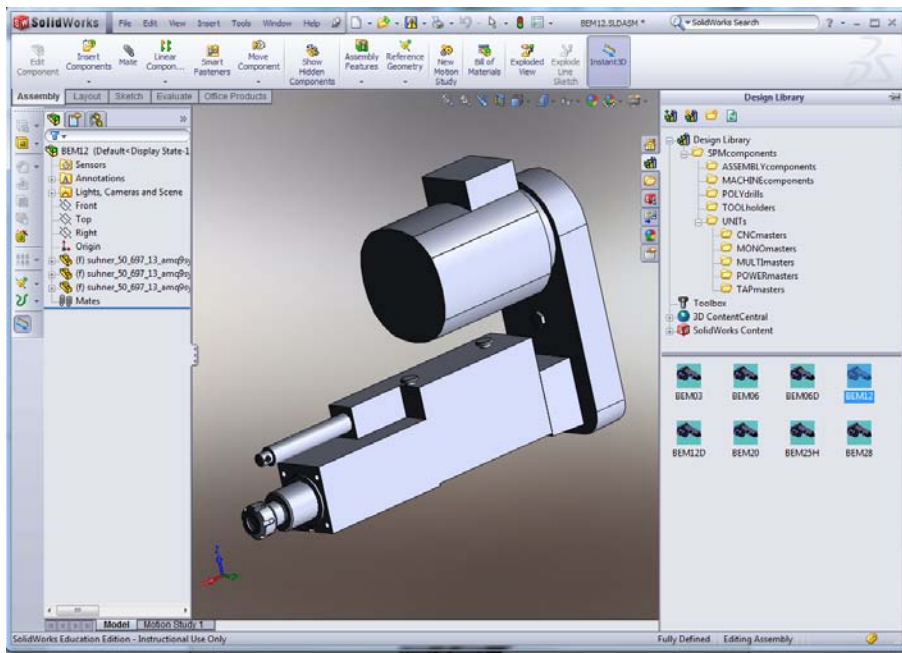 SolidWorks File Edit View Insert Tools Window Help BEM12.SLDASM * SolidWorks Search ?
Edit Component
Insert Components
Mate
Linear Compon...
Smart Fasteners
Move Component
Show Hidden Components
Assembly Features
Reference Geometry
New Motion Study
Bill of Materials
Exploded View
Explode Line Sketch
Instant3D
Assembly Layout Sketch Evaluate Office Products
BEM12 (Default<Display State-1
Sensors
Annotations
Lights, Cameras and Scene
Front
Top
Right
Origin
(f) suhner_50_697_13_amq9sy
(f) suhner_50_697_13_amq9sy
(f) suhner_50_697_13_amq9sy
Mates
Z
Design Library
Design Library
SPMcomponents
ASSEMBLYcomponents
MACHINEcomponents
POLYdrills
TOOLholders
UNITs
CNCmasters
MONOmasters
MULTImasters
POWERmasters
TAPmasters
Toolbox
3D ContentCentral
SolidWorks Content
BEM03 BEM06 BEM06D BEM12
BEM12D BEM20 BEM25H BEM28
Model Motion Study 1
SolidWorks Education Edition - Instructional Use Only Fully Defined Editing Assembly